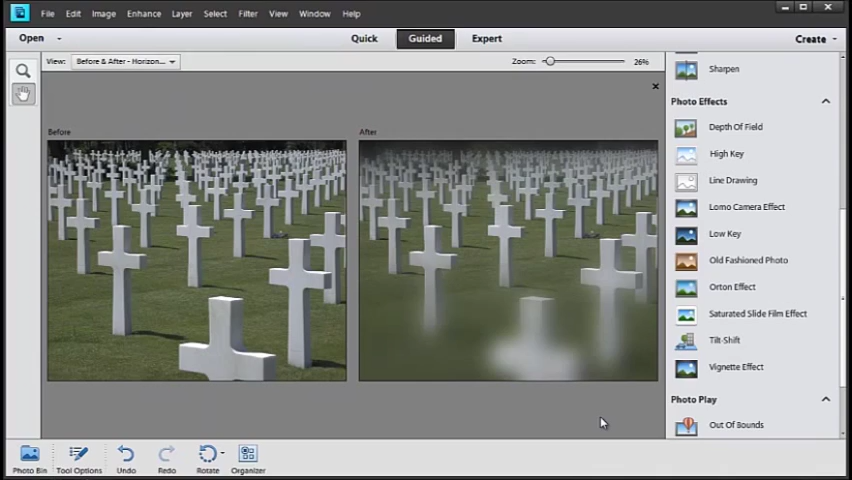 File Edit Image Enhance Layer Select Filter View Window Help
Open Quick Guided Expert Create
View: Before & After - Horizon... Zoom: 26%
Before After
Sharpen
Photo Effects
Depth Of Field
High Key
Line Drawing
Lomo Camera Effect
Low Key
Old Fashioned Photo
Orton Effect
Saturated Slide Film Effect
Tilt-Shift
Vignette Effect
Photo Play
Out Of Bounds
Photo Bin Tool Options Undo Redo Rotate Organizer